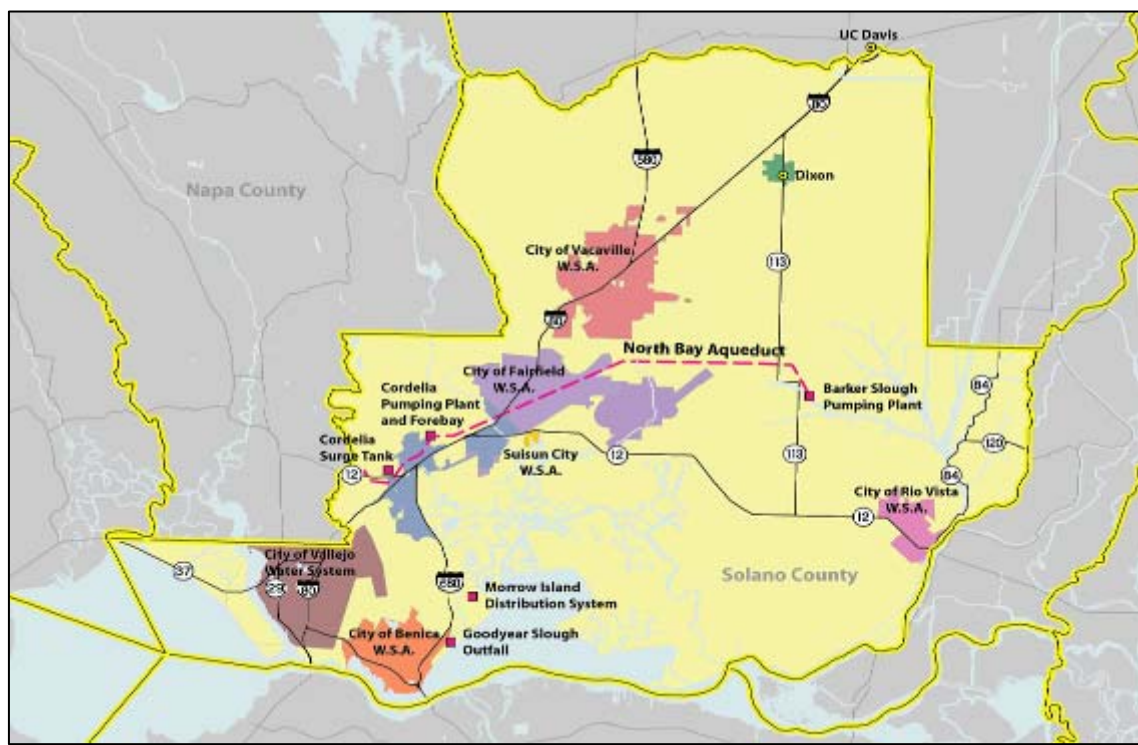 UC Davis
80
580
Napa County
Dixon
City of Vacaville
W.S.A.
113
80
North Bay Aqueduct
City of Fairfield
W.S.A.
Cordelia
Pumping Plant
and Forebay
Barker Slough
Pumping Plant
84
Cordelia
Surge Tank
Suisun City
W.S.A.
12
12
113
120
84
City of Rio Vista
W.S.A.
12
City of Vallejo
Water System
37
29
80
680
Solano County
Morrow Island
Distribution System
City of Benica
W.S.A.
Goodyear Slough
Outfall